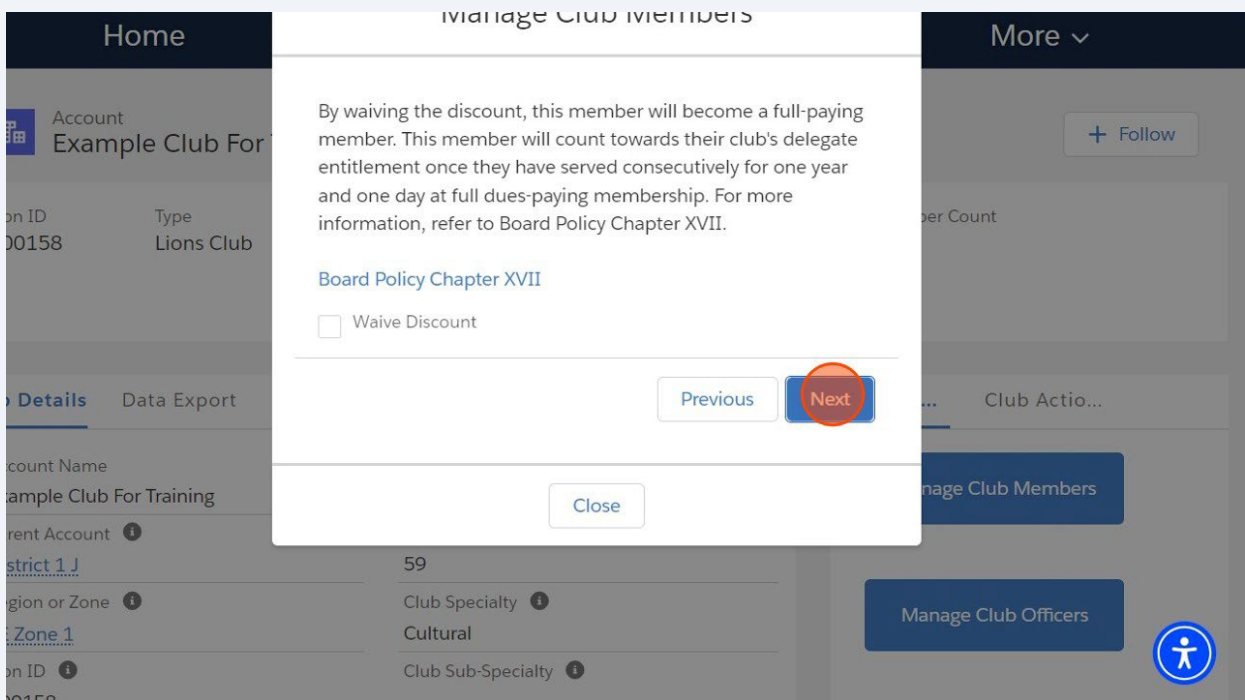 Manage Club Members
Home
More
Account
Example Club For
+ Follow
on ID
00158
Type
Lions Club
ber Count
By waiving the discount, this member will become a full-paying
member. This member will count towards their club's delegate
entitlement once they have served consecutively for one year
and one day at full dues-paying membership. For more
information, refer to Board Policy Chapter XVII.
Board Policy Chapter XVII
Waive Discount
Previous
Next
Close
Details
Data Export
...
Club Actio...
count Name
ample Club For Training
rent Account
strict 1 J
59
gion or Zone
Zone 1
Club Specialty
Cultural
on ID
Club Sub-Specialty
nage Club Members
Manage Club Officers